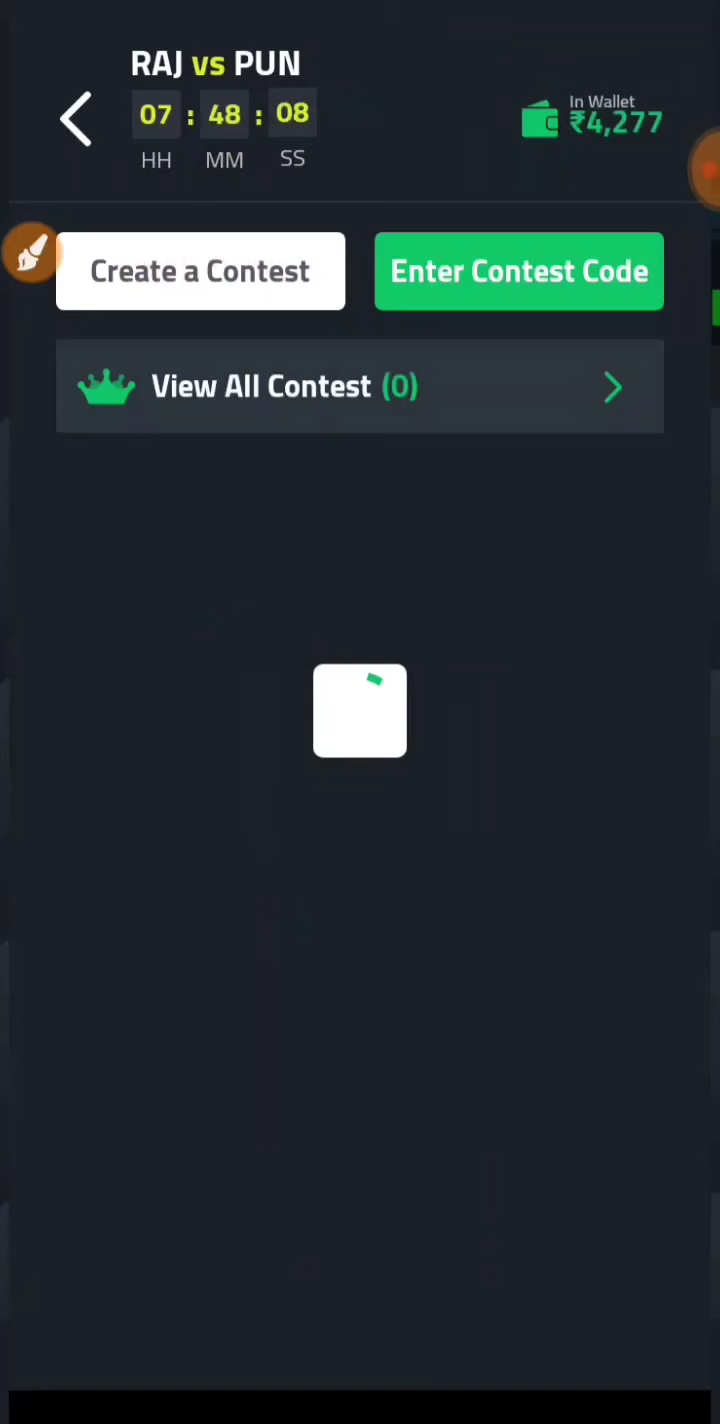 RAJ vs PUN
07 : 48 : 08
HH MM SS
In Wallet
₹4,277
Create a Contest
Enter Contest Code
View All Contest (0)